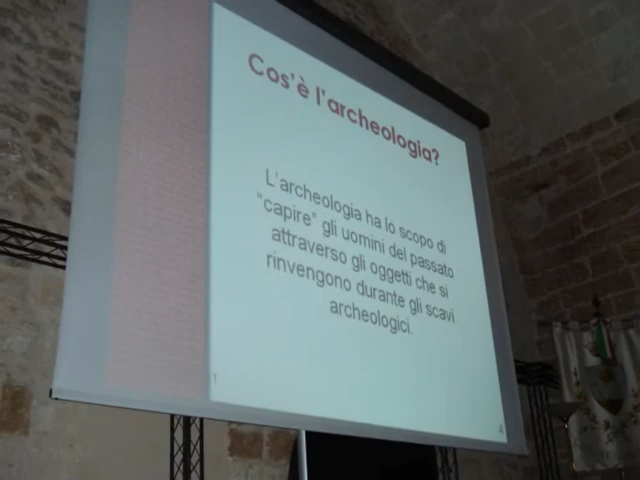 Cos'è l'archeologia?
L'archeologia ha lo scopo di
"capire" gli uomini del passato
attraverso gli oggetti che si
rinvengono durante gli scavi
archeologici.
1
4